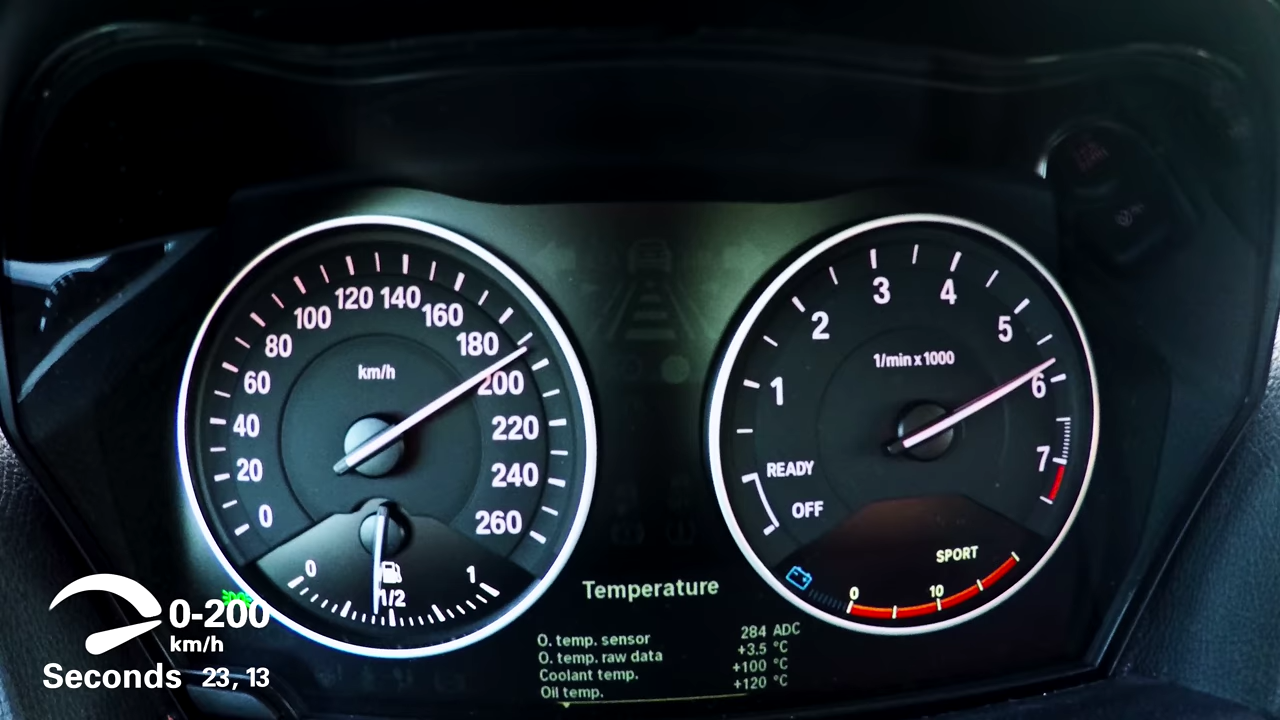 120 140
100 160
80 180
60 200
40 220
20 240
0 260
km/h
0 1/2 1
3 4
2 5
1 6
7
1/min x 1000
READY
OFF
SPORT
0 10
Temperature
O. temp. sensor 284 ADC
O. temp. raw data +3.5 °C
Coolant temp. +100 °C
Oil temp. +120 °C
0-200
km/h
Seconds 23, 13